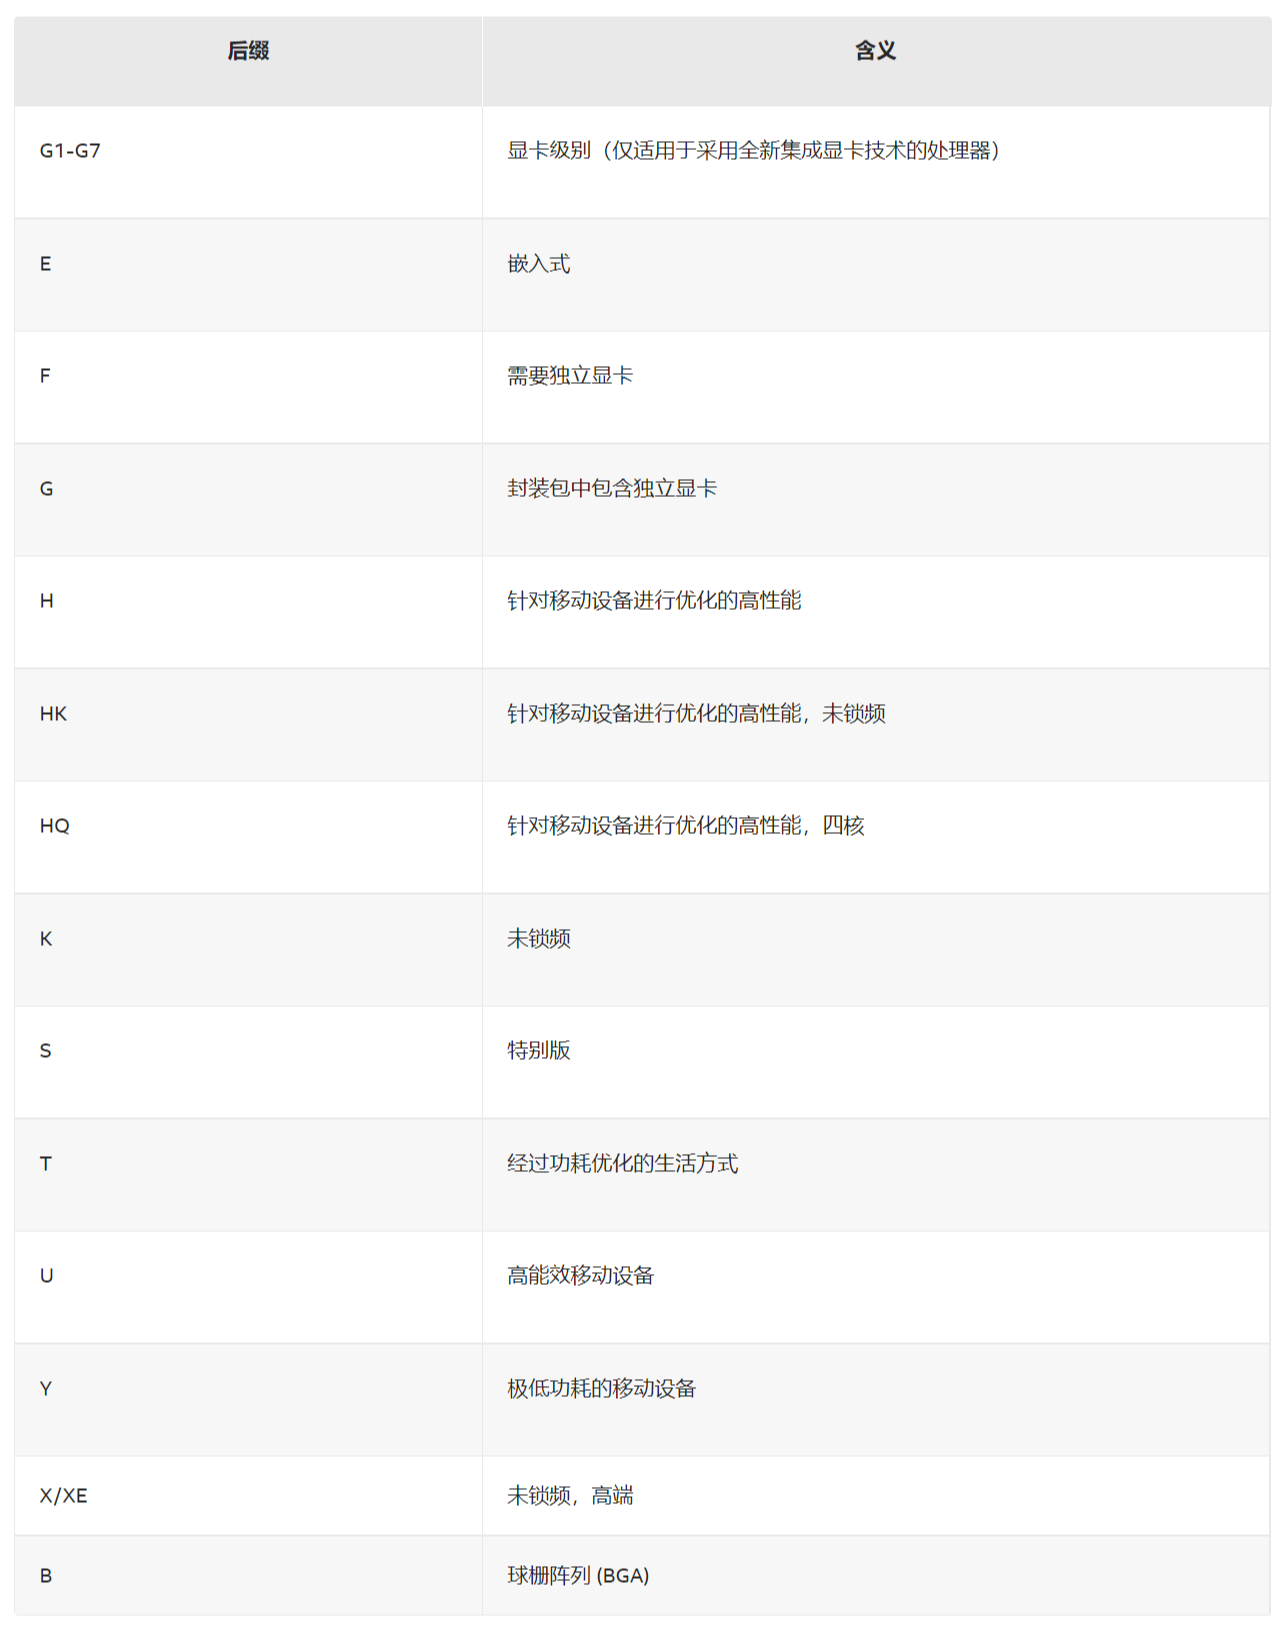 后缀 含义
G1-G7 显卡级别（仅适用于采用全新集成显卡技术的处理器）
E 嵌入式
F 需要独立显卡
G 封装包中包含独立显卡
H 针对移动设备进行优化的高性能
HK 针对移动设备进行优化的高性能，未锁频
HQ 针对移动设备进行优化的高性能，四核
K 未锁频
S 特别版
T 经过功耗优化的生活方式
U 高能效移动设备
Y 极低功耗的移动设备
X/XE 未锁频，高端
B 球栅阵列 (BGA)